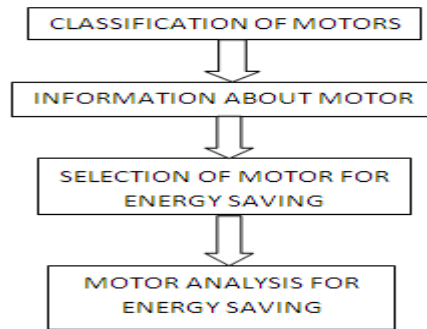 CLASSIFICATION OF MOTORS
INFORMATION ABOUT MOTOR
SELECTION OF MOTOR FOR
ENERGY SAVING
MOTOR ANALYSIS FOR
ENERGY SAVING